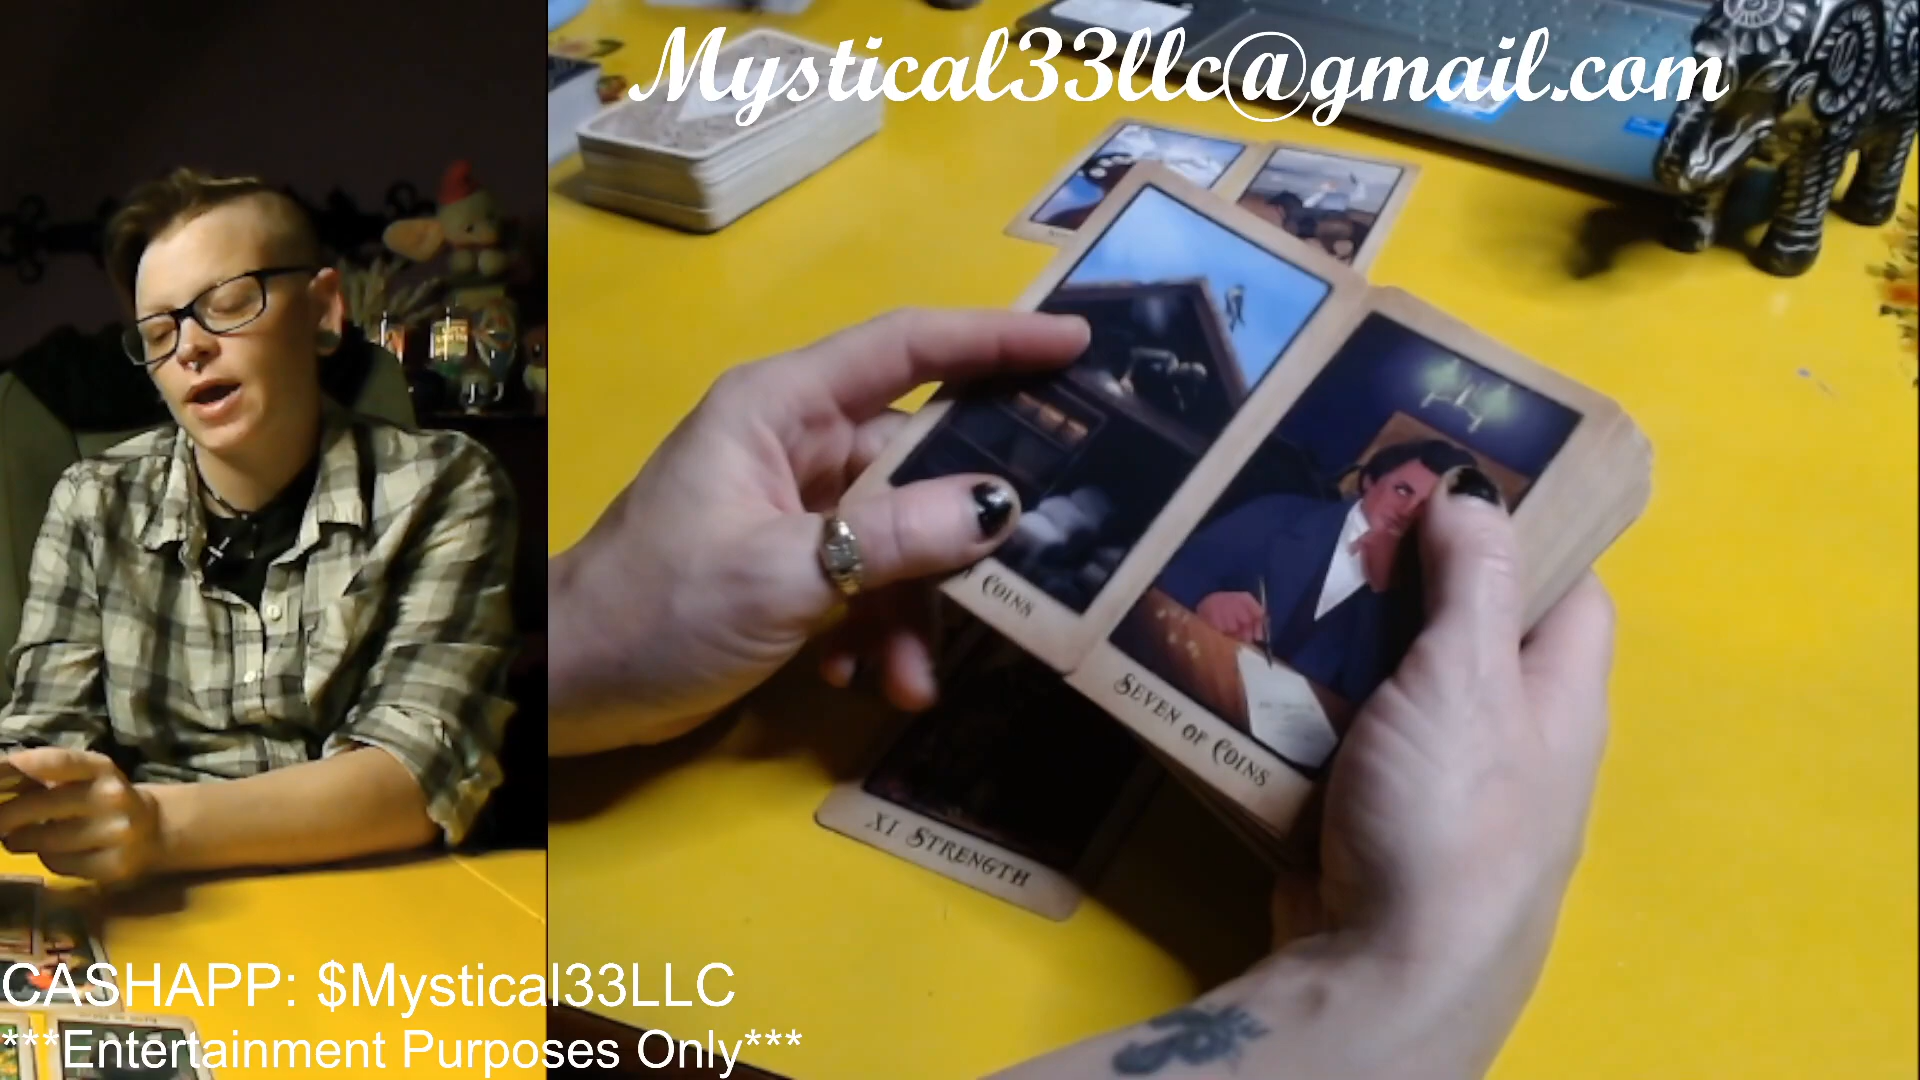 Mystical33llc@gmail.com
COINS
SEVEN OF COINS
XI STRENGTH
CASHAPP: $Mystical33LLC
***Entertainment Purposes Only***